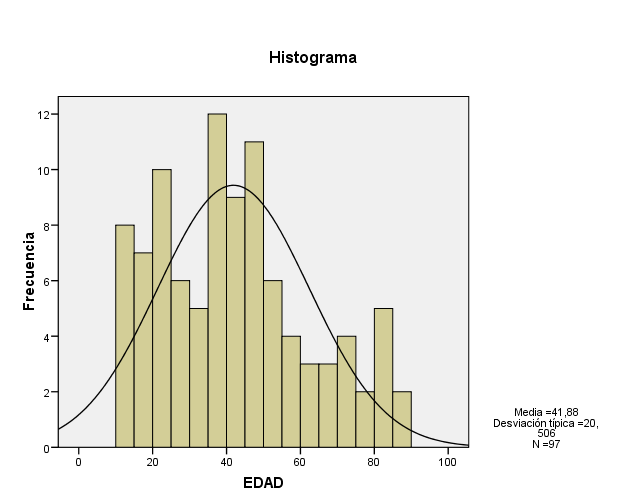 Histograma
12
10
8
6
4
2
0
Frecuencia
0 20 40 60 80 100
EDAD
Media =41,88
Desviación típica =20,
506
N =97